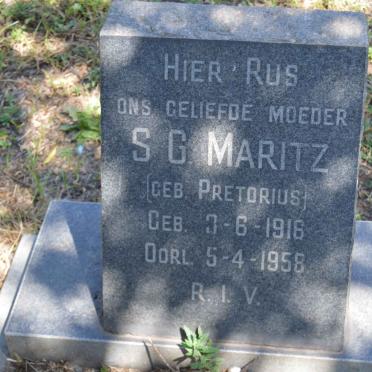 HIER RUS
ONS GELIEFDE MOEDER
S G MARITZ
(GEB PRETORIUS)
GEB. 3-6-1916
OORL. 5-4-1958
R. I. V.